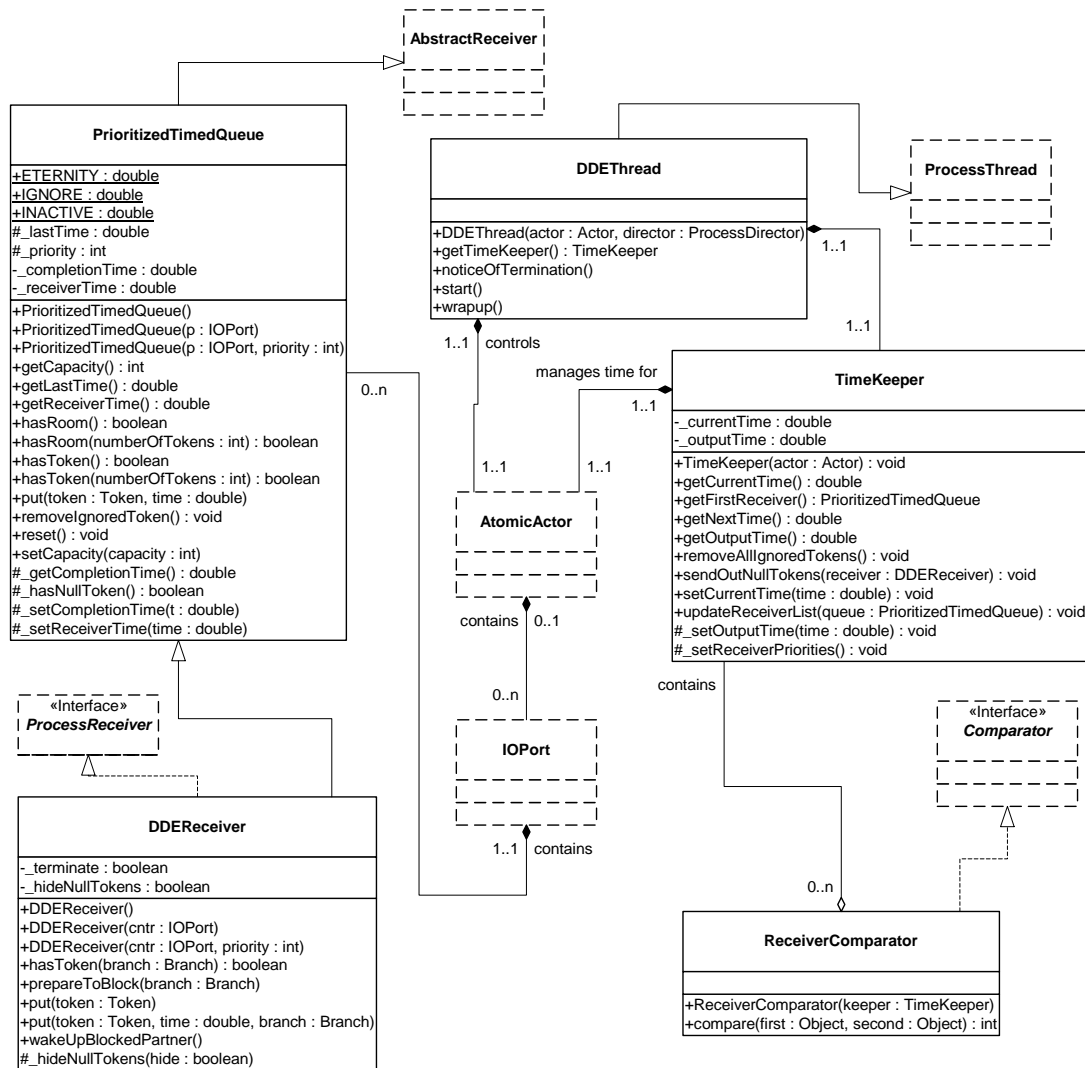 AbstractReceiver
PrioritizedTimedQueue
+ETERNITY : double
+IGNORE : double
+INACTIVE : double
#_lastTime : double
#_priority : int
-_completionTime : double
-_receiverTime : double
+PrioritizedTimedQueue()
+PrioritizedTimedQueue(p : IOPort)
+PrioritizedTimedQueue(p : IOPort, priority : int)
+getCapacity() : int
+getLastTime() : double
+getReceiverTime() : double
+hasRoom() : boolean
+hasRoom(numberOfTokens : int) : boolean
+hasToken() : boolean
+hasToken(numberOfTokens : int) : boolean
+put(token : Token, time : double)
+removeIgnoredToken() : void
+reset() : void
+setCapacity(capacity : int)
#_getCompletionTime() : double
#_hasNullToken() : boolean
#_setCompletionTime(t : double)
#_setReceiverTime(time : double)
0..n
DDEThread
+DDEThread(actor : Actor, director : ProcessDirector)
+getTimeKeeper() : TimeKeeper
+noticeOfTermination()
+start()
+wrapup()
ProcessThread
1..1
1..1
1..1
controls
1..1
manages time for
1..1
1..1
TimeKeeper
-_currentTime : double
-_outputTime : double
+TimeKeeper(actor : Actor) : void
+getCurrentTime() : double
+getFirstReceiver() : PrioritizedTimedQueue
+getNextTime() : double
+getOutputTime() : double
+removeAllIgnoredTokens() : void
+sendOutNullTokens(receiver : DDEReceiver) : void
+setCurrentTime(time : double) : void
+updateReceiverList(queue : PrioritizedTimedQueue) : void
#_setOutputTime(time : double) : void
#_setReceiverPriorities() : void
AtomicActor
contains
0..1
0..n
IOPort
1..1
contains
«Interface»
ProcessReceiver
DDEReceiver
-_terminate : boolean
-_hideNullTokens : boolean
+DDEReceiver()
+DDEReceiver(cntr : IOPort)
+DDEReceiver(cntr : IOPort, priority : int)
+hasToken(branch : Branch) : boolean
+prepareToBlock(branch : Branch)
+put(token : Token)
+put(token : Token, time : double, branch : Branch)
+wakeUpBlockedPartner()
#_hideNullTokens(hide : boolean)
contains
0..n
«Interface»
Comparator
ReceiverComparator
+ReceiverComparator(keeper : TimeKeeper)
+compare(first : Object, second : Object) : int